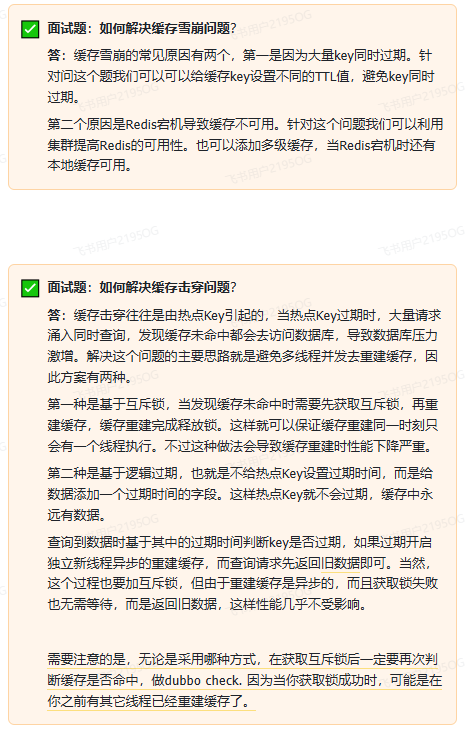 面试题：如何解决缓存雪崩问题？
答：缓存雪崩的常见原因有两个，第一是因为大量key同时过期。针
对问这个题我们可以可以给缓存key设置不同的TTL值，避免key同时
过期。
第二个原因是Redis宕机导致缓存不可用。针对这个问题我们可以利用
集群提高Redis的可用性。也可以添加多级缓存，当Redis宕机时还有
本地缓存可用。
面试题：如何解决缓存击穿问题？
答：缓存击穿往往是由热点Key引起的，当热点Key过期时，大量请求
涌入同时查询，发现缓存未命中都会去访问数据库，导致数据库压力
激增。解决这个问题的主要思路就是避免多线程并发去重建缓存，因
此方案有两种。
第一种是基于互斥锁，当发现缓存未命中时需要先获取互斥锁，再重
建缓存，缓存重建完成释放锁。这样就可以保证缓存重建同一时刻只
会有一个线程执行。不过这种做法会导致缓存重建时性能下降严重。
第二种是基于逻辑过期，也就是不给热点Key设置过期时间，而是给
数据添加一个过期时间的字段。这样热点Key就不会过期，缓存中永
远有数据。
查询到数据时基于其中的过期时间判断key是否过期，如果过期开启
独立新线程异步的重建缓存，而查询请求先返回旧数据即可。当然，
这个过程也要加互斥锁，但由于重建缓存是异步的，而且获取锁失败
也无需等待，而是返回旧数据，这样性能几乎不受影响。
需要注意的是，无论是采用哪种方式，在获取互斥锁后一定要再次判
断缓存是否命中，做dubbo check. 因为当你获取锁成功时，可能是在
你之前有其它线程已经重建缓存了。
飞书用户219SOG